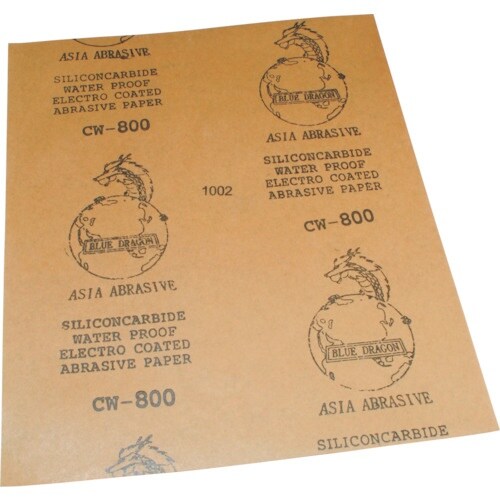 ASIA ABRASIVE
SILICONCARBIDE
WATER PROOF
ELECTRO COATED
ABRASIVE PAPER
CW-800
BLUE DRAGON
ASIA ABRASIVE
SILICONCARBIDE
WATER PROOF
ELECTRO COATED
ABRASIVE PAPER
CW-800
1002
BLUE DRAGON
ASIA ABRASIVE
SILICONCARBIDE
WATER PROOF
ELECTRO COATED
ABRASIVE PAPER
CW-800
BLUE DRAGON
ASIA ABRASIVE
SILICONCARBIDE